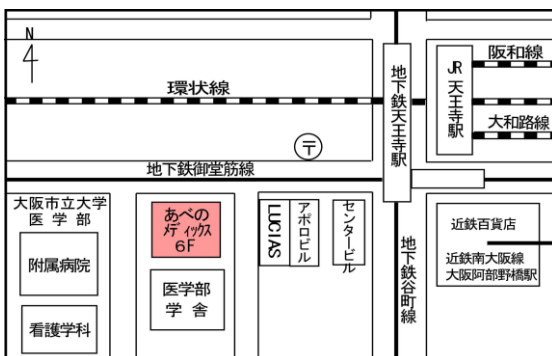 N
環状線
地下鉄天王寺駅
JR天王寺駅
阪和線
大和路線
〒
地下鉄御堂筋線
大阪市立大学
医学部
附属病院
看護学科
あべの
メディックス
6F
医学部
学舎
LUCIAS
アポロビル
センタービル
地下鉄谷町線
近鉄百貨店
近鉄南大阪線
大阪阿部野橋駅